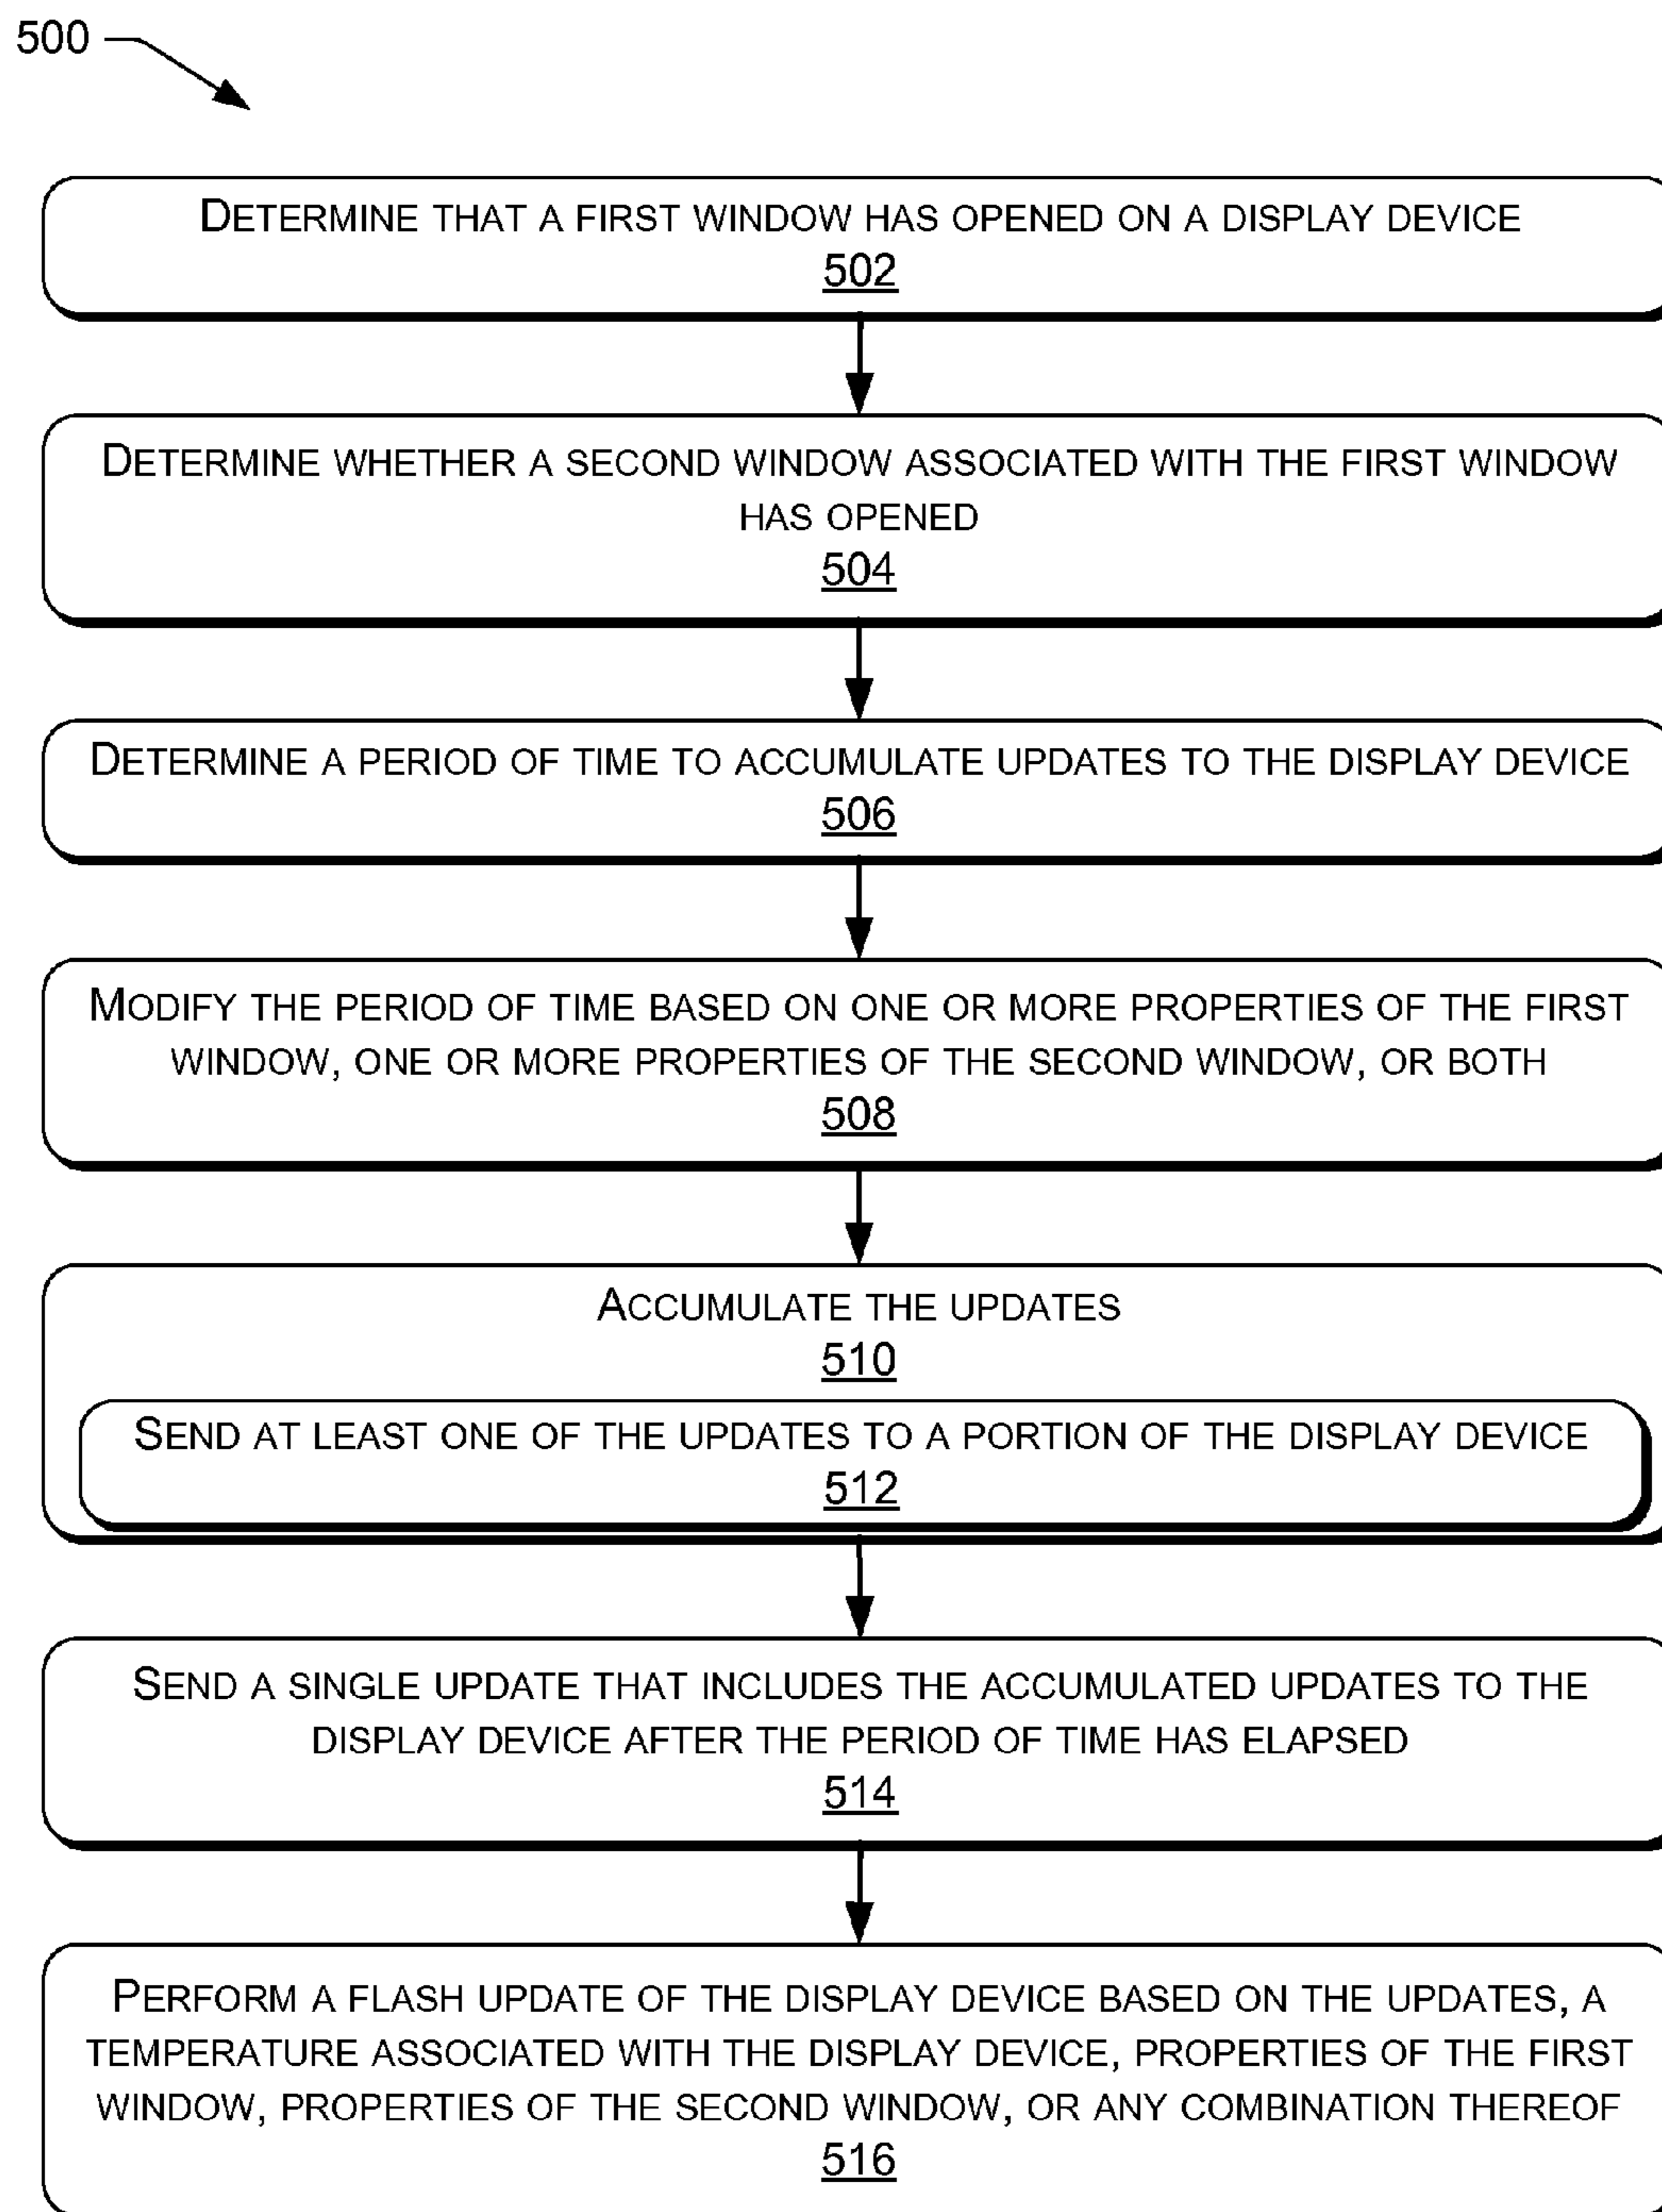 500
DETERMINE THAT A FIRST WINDOW HAS OPENED ON A DISPLAY DEVICE
502
DETERMINE WHETHER A SECOND WINDOW ASSOCIATED WITH THE FIRST WINDOW
HAS OPENED
504
DETERMINE A PERIOD OF TIME TO ACCUMULATE UPDATES TO THE DISPLAY DEVICE
506
MODIFY THE PERIOD OF TIME BASED ON ONE OR MORE PROPERTIES OF THE FIRST
WINDOW, ONE OR MORE PROPERTIES OF THE SECOND WINDOW, OR BOTH
508
ACCUMULATE THE UPDATES
510
SEND AT LEAST ONE OF THE UPDATES TO A PORTION OF THE DISPLAY DEVICE
512
SEND A SINGLE UPDATE THAT INCLUDES THE ACCUMULATED UPDATES TO THE
DISPLAY DEVICE AFTER THE PERIOD OF TIME HAS ELAPSED
514
PERFORM A FLASH UPDATE OF THE DISPLAY DEVICE BASED ON THE UPDATES, A
TEMPERATURE ASSOCIATED WITH THE DISPLAY DEVICE, PROPERTIES OF THE FIRST
WINDOW, PROPERTIES OF THE SECOND WINDOW, OR ANY COMBINATION THEREOF
516